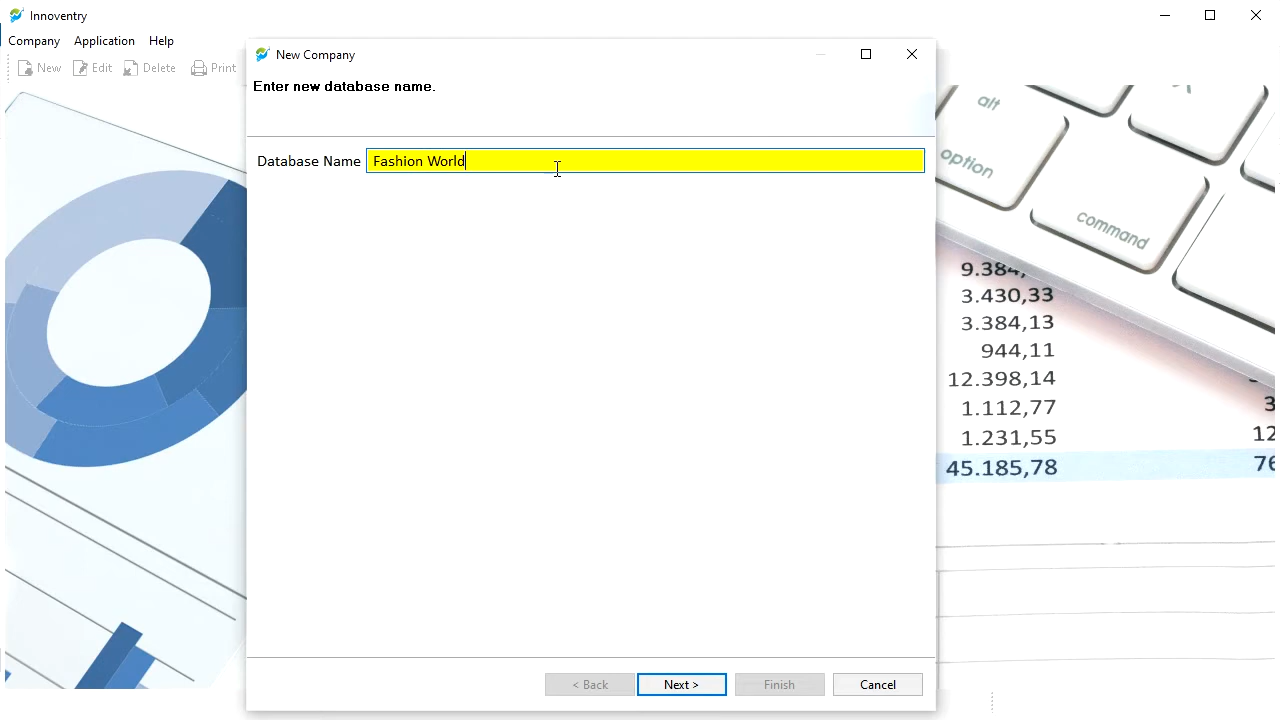 Innoventry
Company Application Help
New Edit Delete Print
New Company
Enter new database name.
Database Name Fashion World
< Back Next > Finish Cancel
alt
option
command
3.430,33
3.384,13
944,11
12.398,14
1.112,77
1.231,55
45.185,78